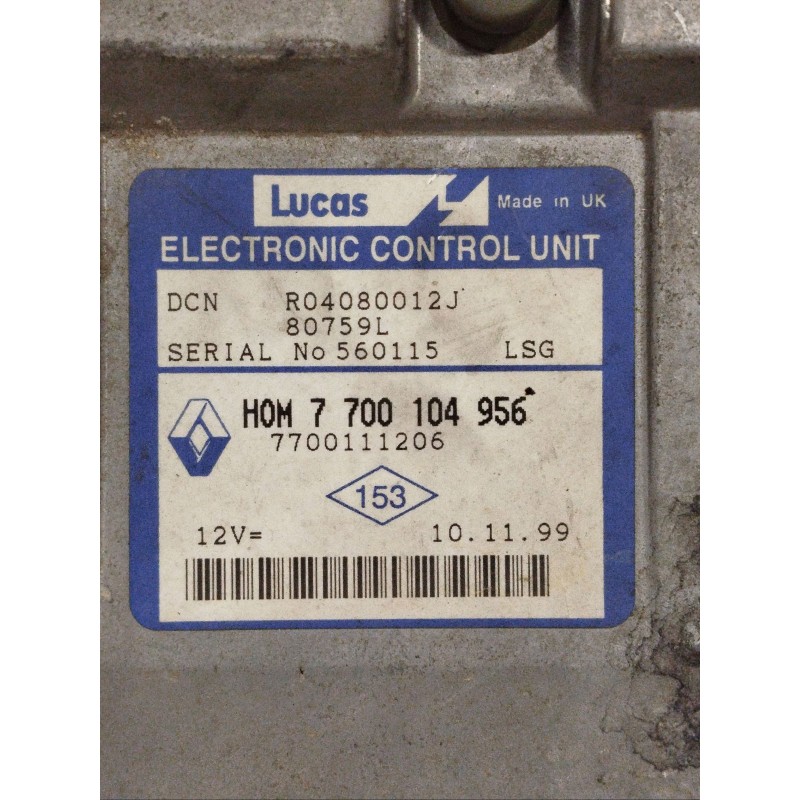 Lucas Made in UK
ELECTRONIC CONTROL UNIT
DCN R04080012J
80759L
SERIAL No 560115 LSG
HOM 7 700 104 956
7700111206
153
12V= 10.11.99